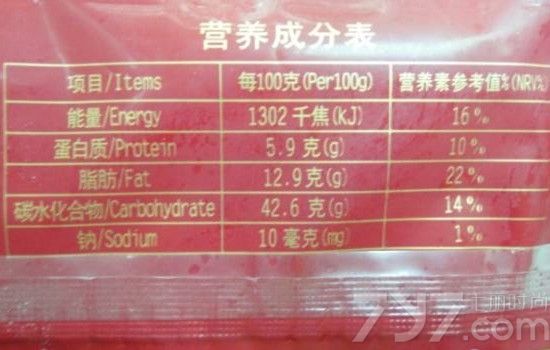 营养成分表
项目/Items 每100克(Per100g) 营养素参考值%(NRV%
能量/Energy 1302 千焦(kJ) 16%
蛋白质/Protein 5.9 克(g) 10%
脂肪/Fat 12.9 克(g) 22%
碳水化合物/Carbohydrate 42.6 克(g) 14%
钠/Sodium 10 毫克(mg) 1%
7y7.com